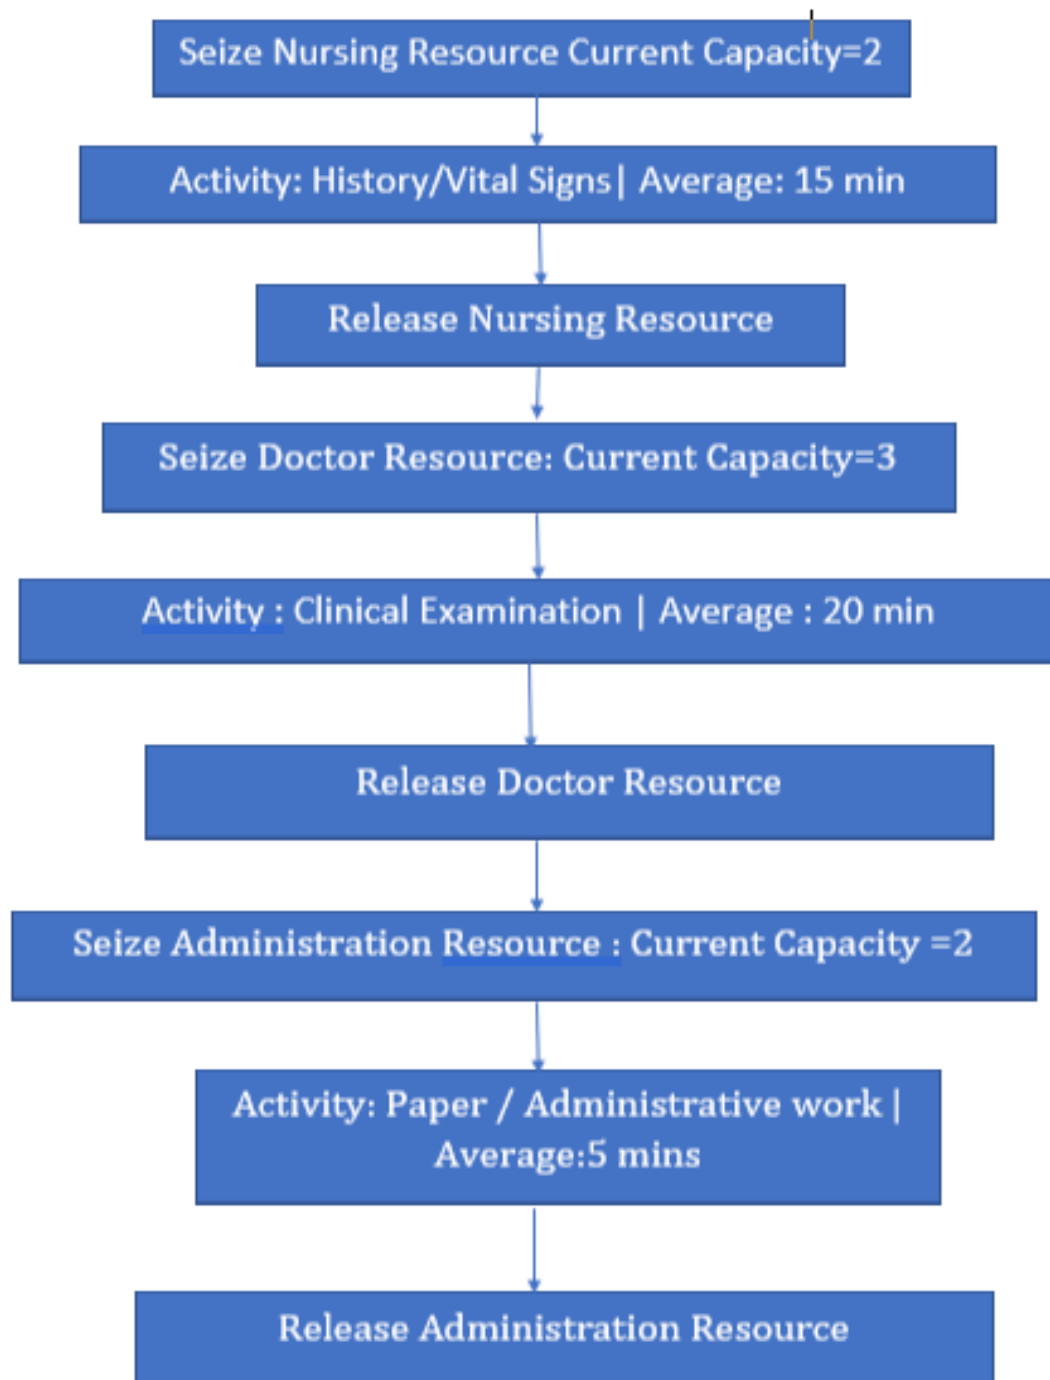 Seize Nursing Resource Current Capacity=2
Activity: History/Vital Signs| Average: 15 min
Release Nursing Resource
Seize Doctor Resource: Current Capacity=3
Activity : Clinical Examination | Average : 20 min
Release Doctor Resource
Seize Administration Resource : Current Capacity =2
Activity: Paper / Administrative work |
Average:5 mins
Release Administration Resource